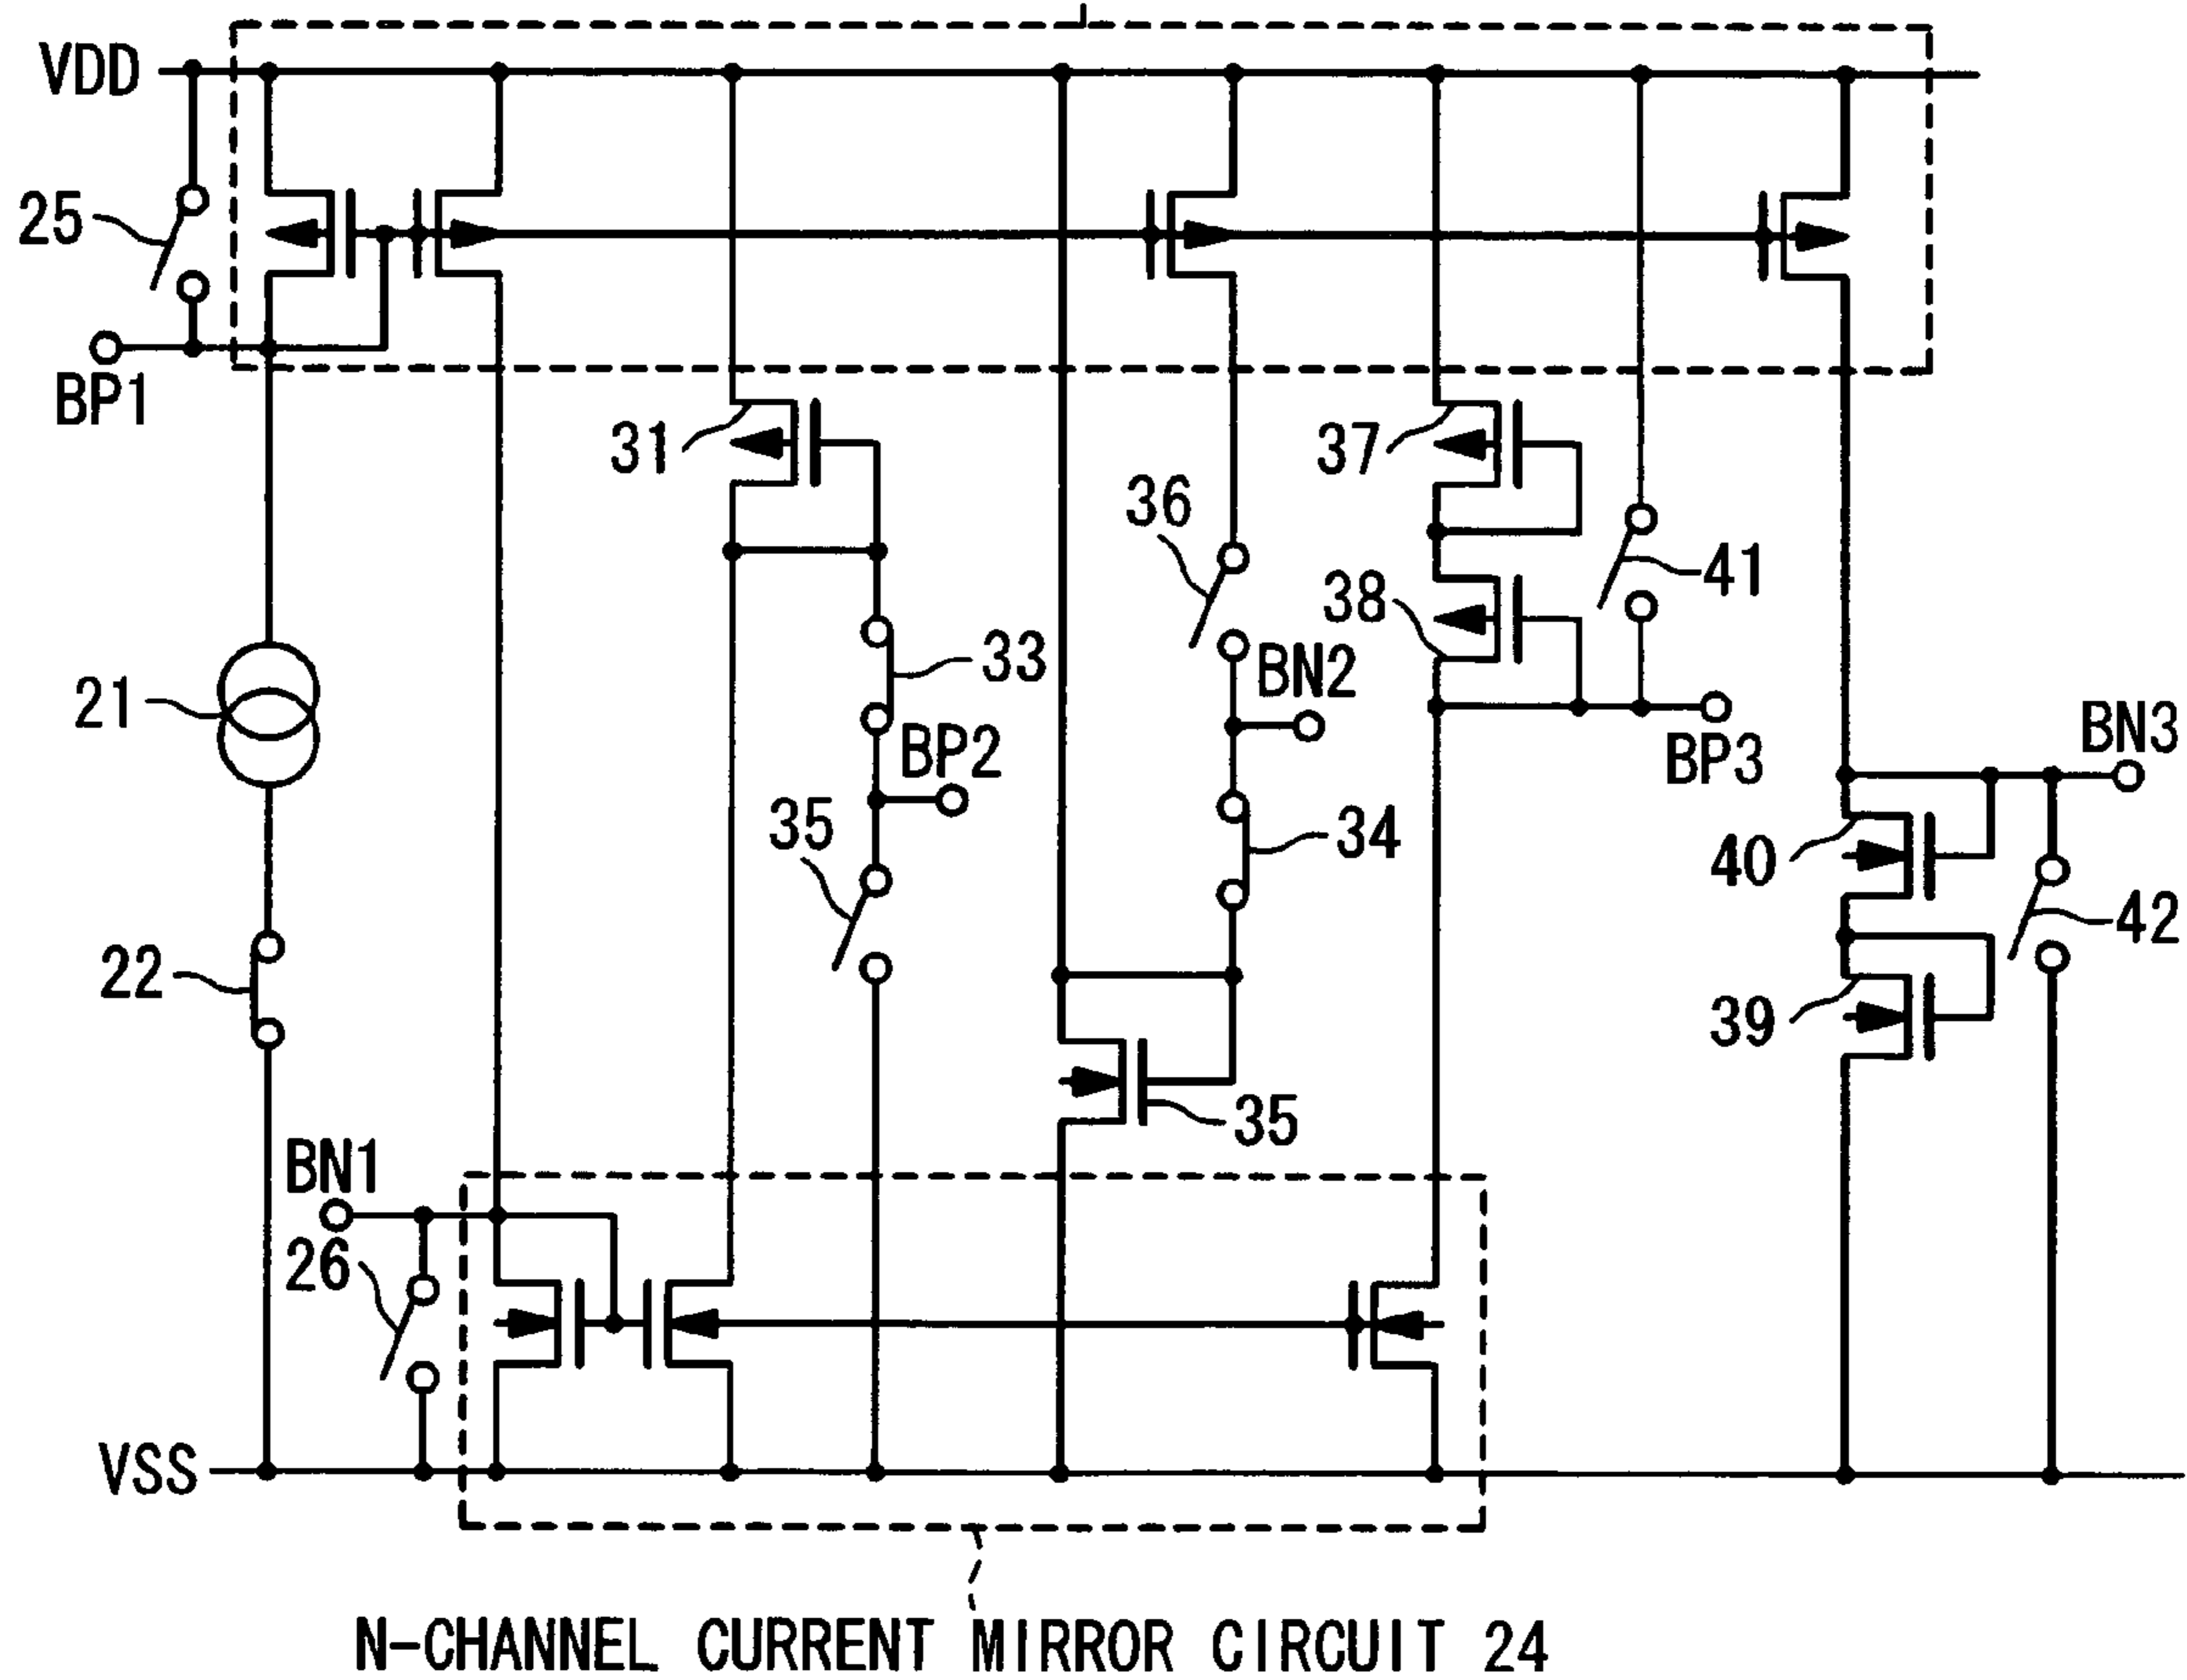 VDD
25
BP1
31
37
36
41
38
33
BN2
21
BP2
BP3
BN3
35
34
40
42
22
39
35
BN1
26
VSS
N-CHANNEL CURRENT MIRROR CIRCUIT 24